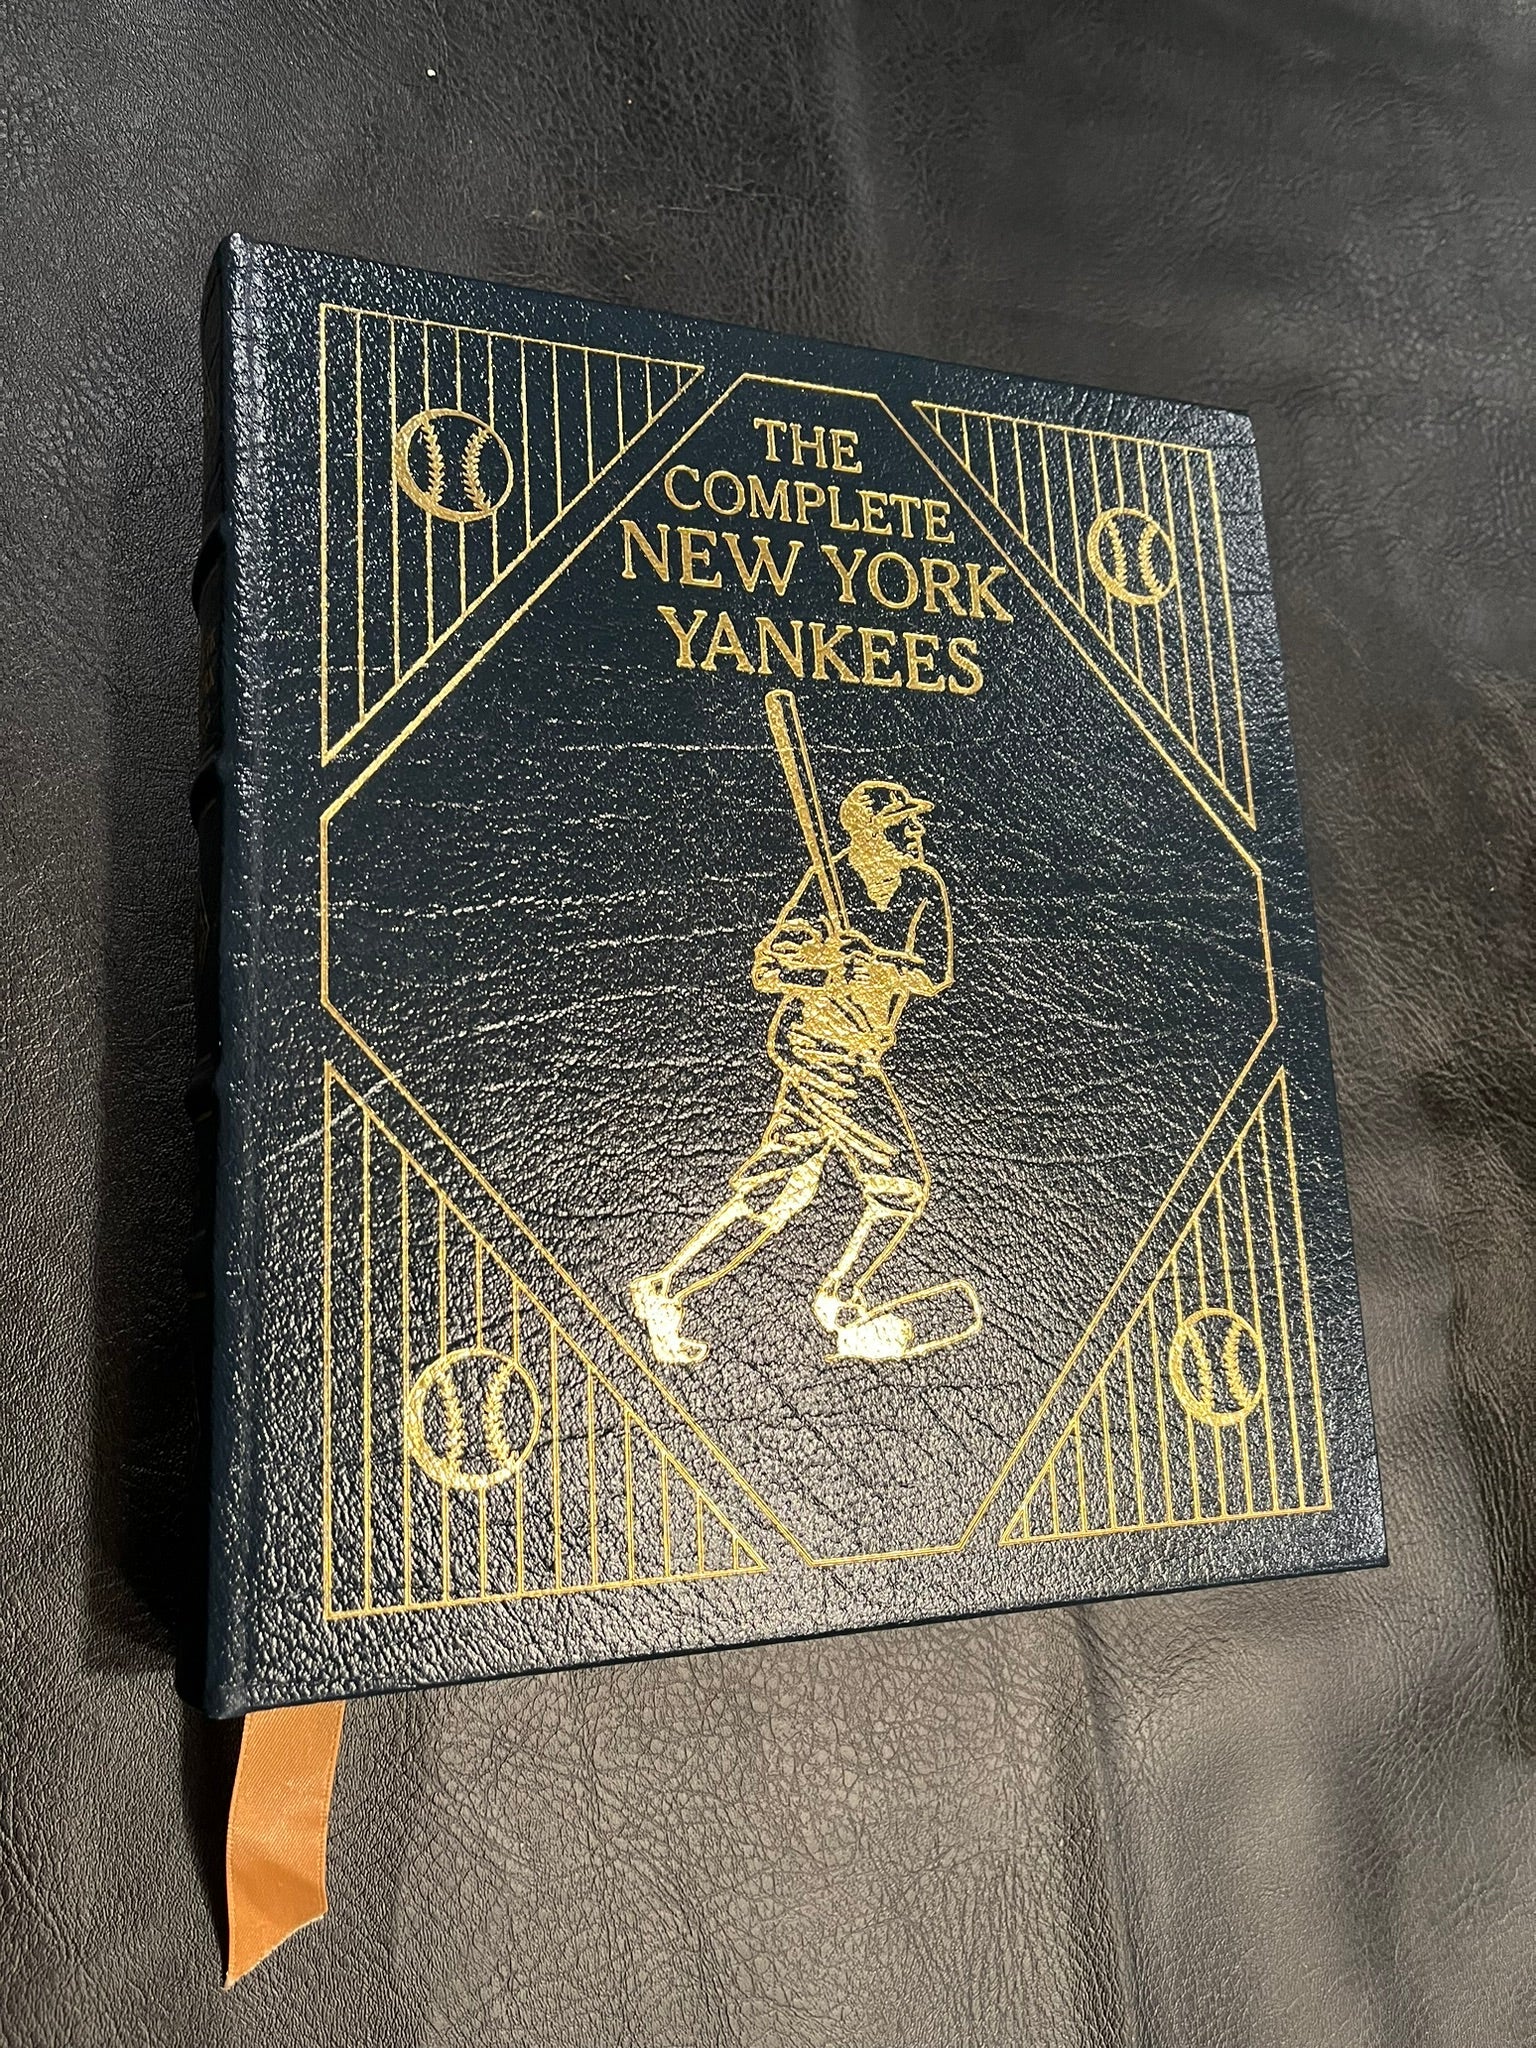 THE
COMPLETE
NEW YORK
YANKEES